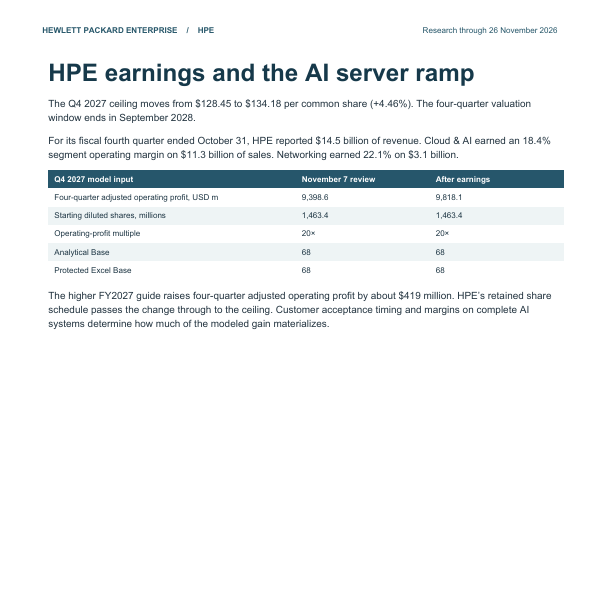 HEWLETT PACKARD ENTERPRISE / HPE Research through 26 November 2026
HPE earnings and the AI server ramp
The Q4 2027 ceiling moves from $128.45 to $134.18 per common share (+4.46%). The four-quarter valuation
window ends in September 2028.
For its fiscal fourth quarter ended October 31, HPE reported $14.5 billion of revenue. Cloud & AI earned an 18.4%
segment operating margin on $11.3 billion of sales. Networking earned 22.1% on $3.1 billion.
Q4 2027 model input November 7 review After earnings
Four-quarter adjusted operating profit, USD m 9,398.6 9,818.1
Starting diluted shares, millions 1,463.4 1,463.4
Operating-profit multiple 20× 20×
Analytical Base 68 68
Protected Excel Base 68 68
The higher FY2027 guide raises four-quarter adjusted operating profit by about $419 million. HPE’s retained share
schedule passes the change through to the ceiling. Customer acceptance timing and margins on complete AI
systems determine how much of the modeled gain materializes.